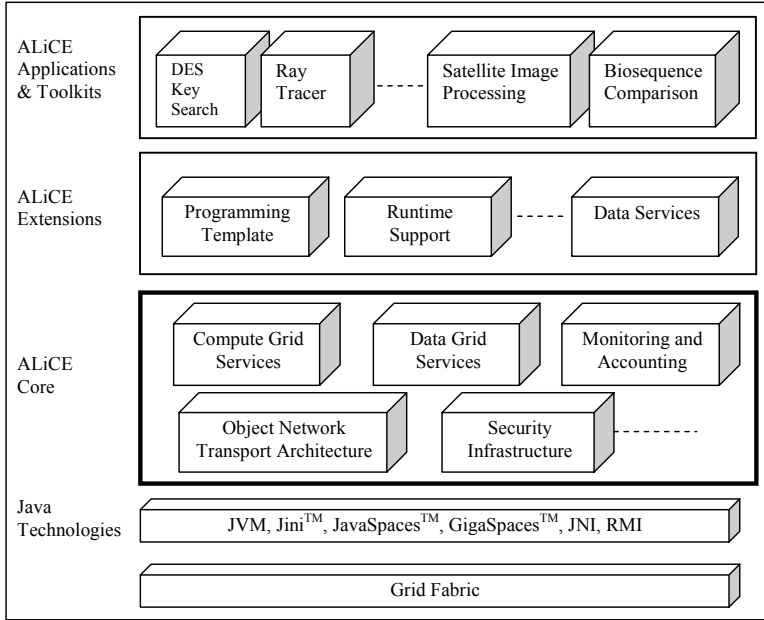 ALiCE
Applications
& Toolkits
DES
Key
Search
Ray
Tracer
Satellite Image
Processing
Biosequence
Comparison
ALiCE
Extensions
Programming
Template
Runtime
Support
Data Services
ALiCE
Core
Compute Grid
Services
Data Grid
Services
Monitoring and
Accounting
Object Network
Transport Architecture
Security
Infrastructure
Java
Technologies
JVM, Jini™, JavaSpaces™, GigaSpaces™, JNI, RMI
Grid Fabric